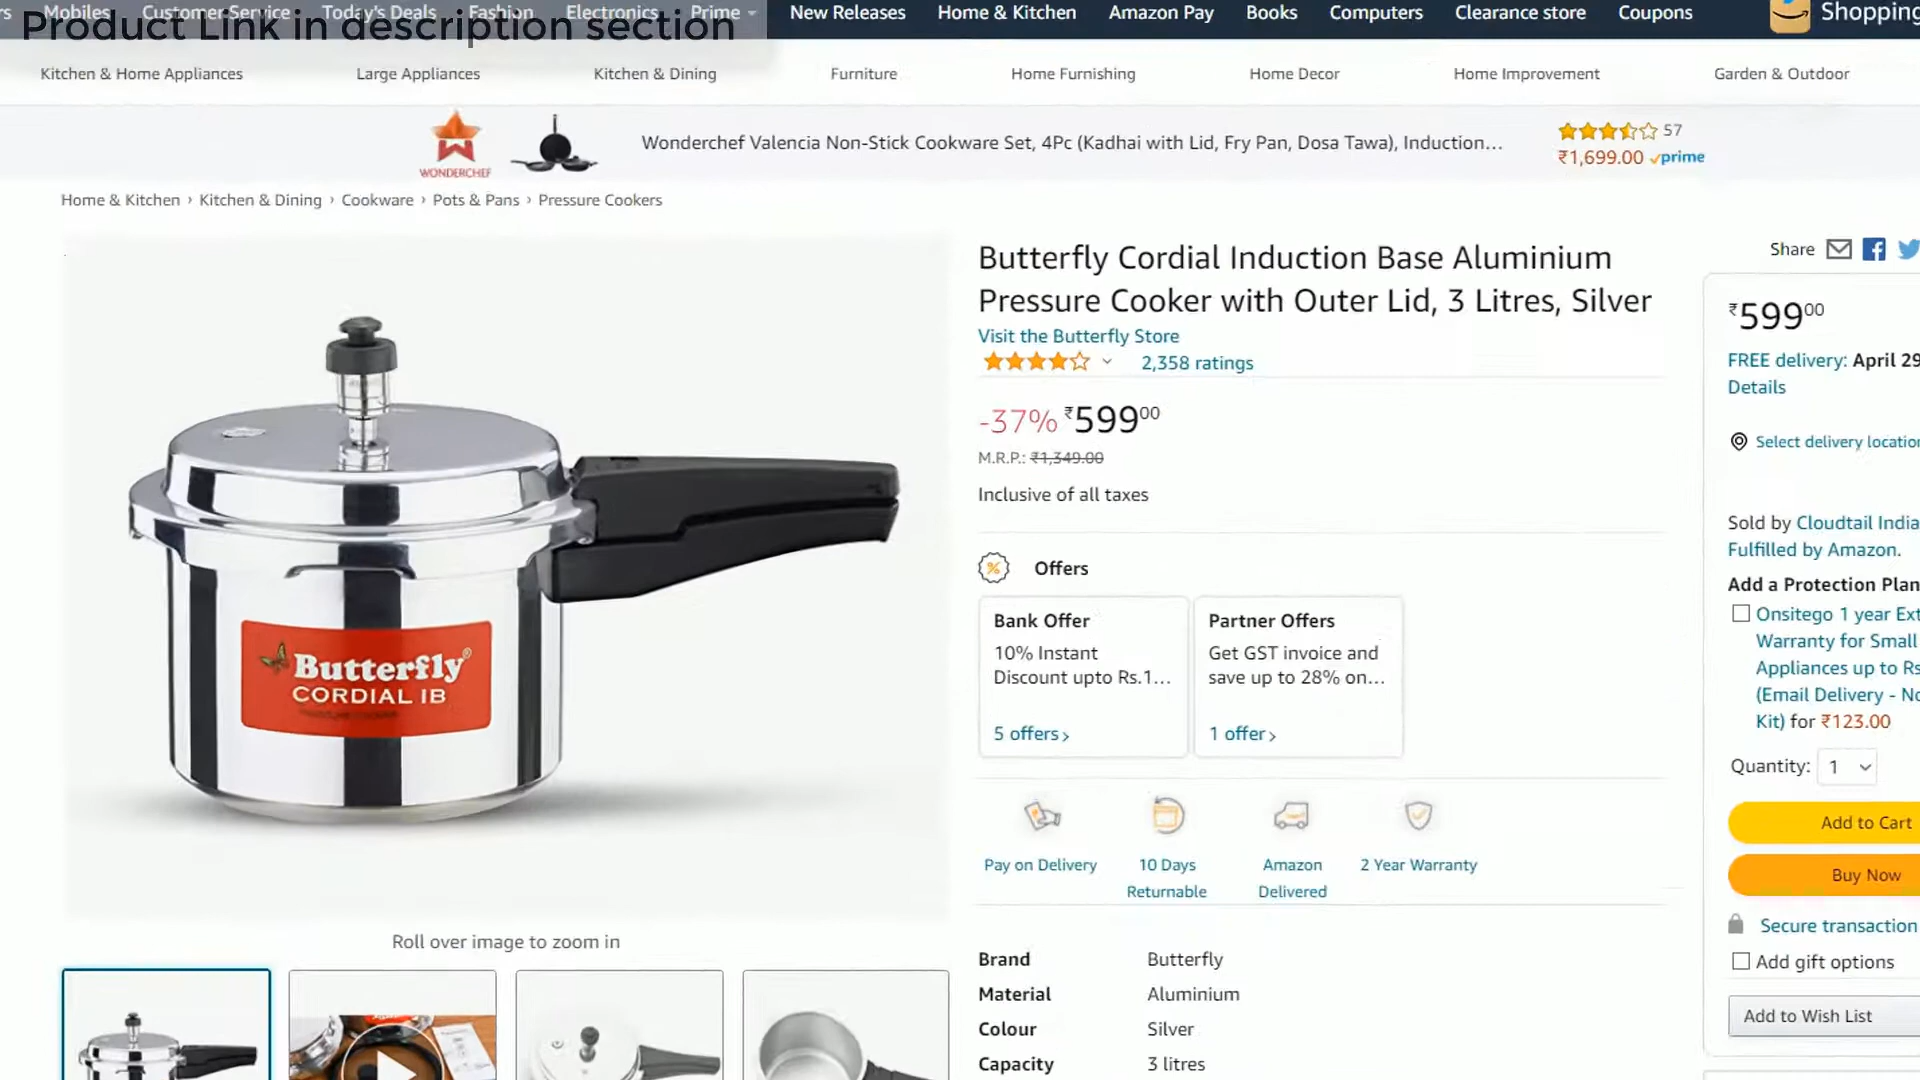 Product Link in description section
Mobiles Customer Service Today's Deals Fashion Electronics Prime New Releases Home & Kitchen Amazon Pay Books Computers Clearance store Coupons Shopping
Kitchen & Home Appliances Large Appliances Kitchen & Dining Furniture Home Furnishing Home Decor Home Improvement Garden & Outdoor
WONDERCHEF
Wonderchef Valencia Non-Stick Cookware Set, 4Pc (Kadhai with Lid, Fry Pan, Dosa Tawa), Induction...
57
₹1,699.00 prime
Home & Kitchen › Kitchen & Dining › Cookware › Pots & Pans › Pressure Cookers
Butterfly Cordial Induction Base Aluminium
Pressure Cooker with Outer Lid, 3 Litres, Silver
Visit the Butterfly Store
2,358 ratings
-37% ₹59900
M.R.P.: ₹1,349.00
Inclusive of all taxes
Offers
Bank Offer
10% Instant
Discount upto Rs.1...
5 offers ›
Partner Offers
Get GST invoice and
save up to 28% on...
1 offer ›
Pay on Delivery
10 Days
Returnable
Amazon
Delivered
2 Year Warranty
Brand Butterfly
Material Aluminium
Colour Silver
Capacity 3 litres
Butterfly®
CORDIAL IB
Roll over image to zoom in
Share
₹59900
FREE delivery: April 29
Details
Select delivery location
Sold by Cloudtail India
Fulfilled by Amazon.
Add a Protection Plan
Onsitego 1 year Ext
Warranty for Small
Appliances up to Rs
(Email Delivery - No
Kit) for ₹123.00
Quantity: 1
Add to Cart
Buy Now
Secure transaction
Add gift options
Add to Wish List